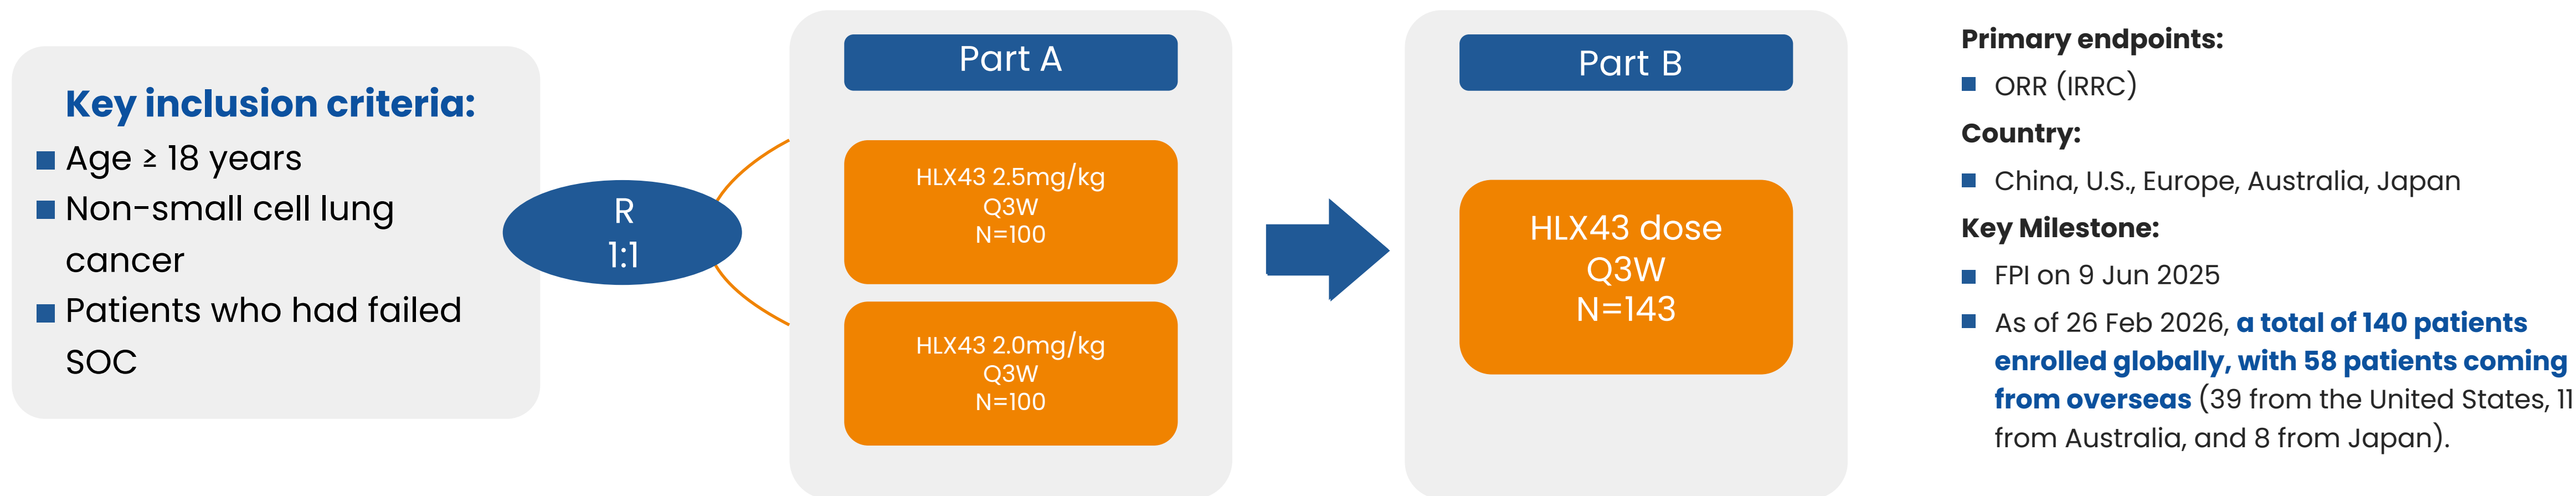 Key inclusion criteria:
■ Age ≥ 18 years
■ Non-small cell lung
cancer
■ Patients who had failed
SOC
R
1:1
Part A
HLX43 2.5mg/kg
Q3W
N=100
HLX43 2.0mg/kg
Q3W
N=100
Part B
HLX43 dose
Q3W
N=143
Primary endpoints:
■ ORR (IRRC)
Country:
■ China, U.S., Europe, Australia, Japan
Key Milestone:
■ FPI on 9 Jun 2025
■ As of 26 Feb 2026, a total of 140 patients
enrolled globally, with 58 patients coming
from overseas (39 from the United States, 11
from Australia, and 8 from Japan).